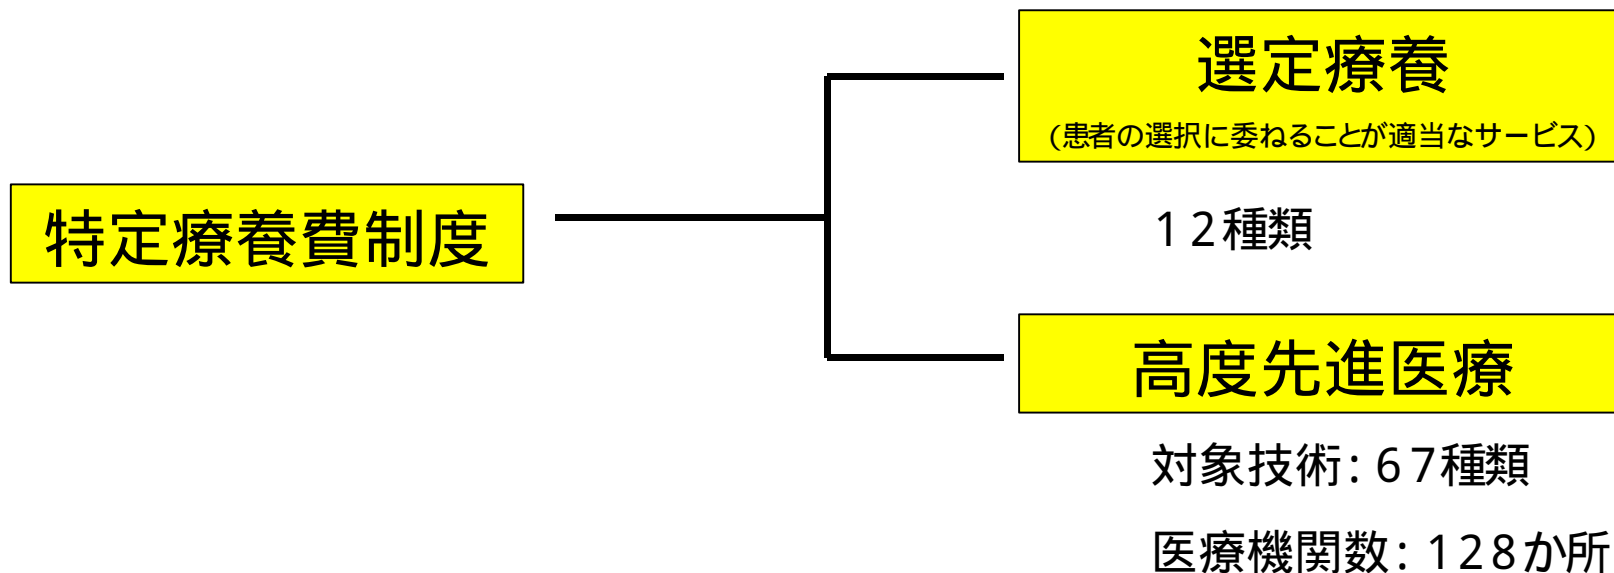 選定療養
(患者の選択に委ねることが適当なサービス)
特定療養費制度
12種類
高度先進医療
対象技術:67種類
医療機関数:128か所